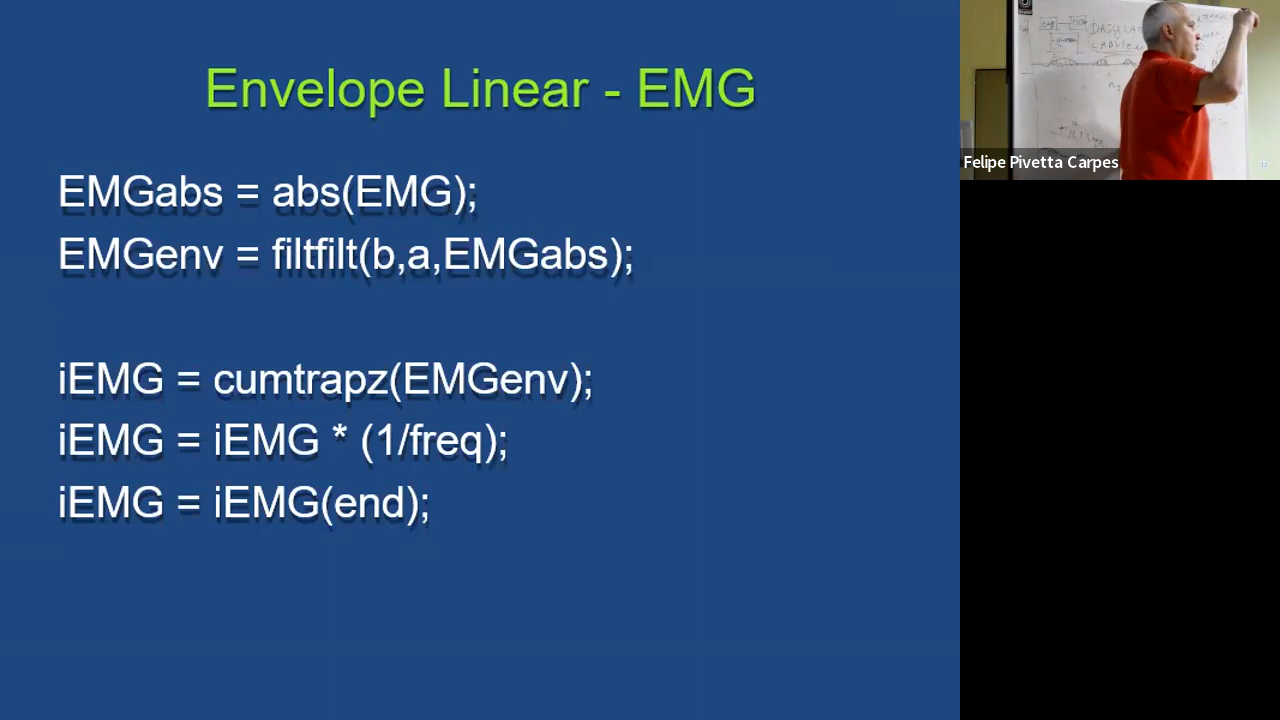 Envelope Linear - EMG
EMGabs = abs(EMG);
EMGenv = filtfilt(b,a,EMGabs);
iEMG = cumtrapz(EMGenv);
iEMG = iEMG * (1/freq);
iEMG = iEMG(end);
Felipe Pivetta Carpes